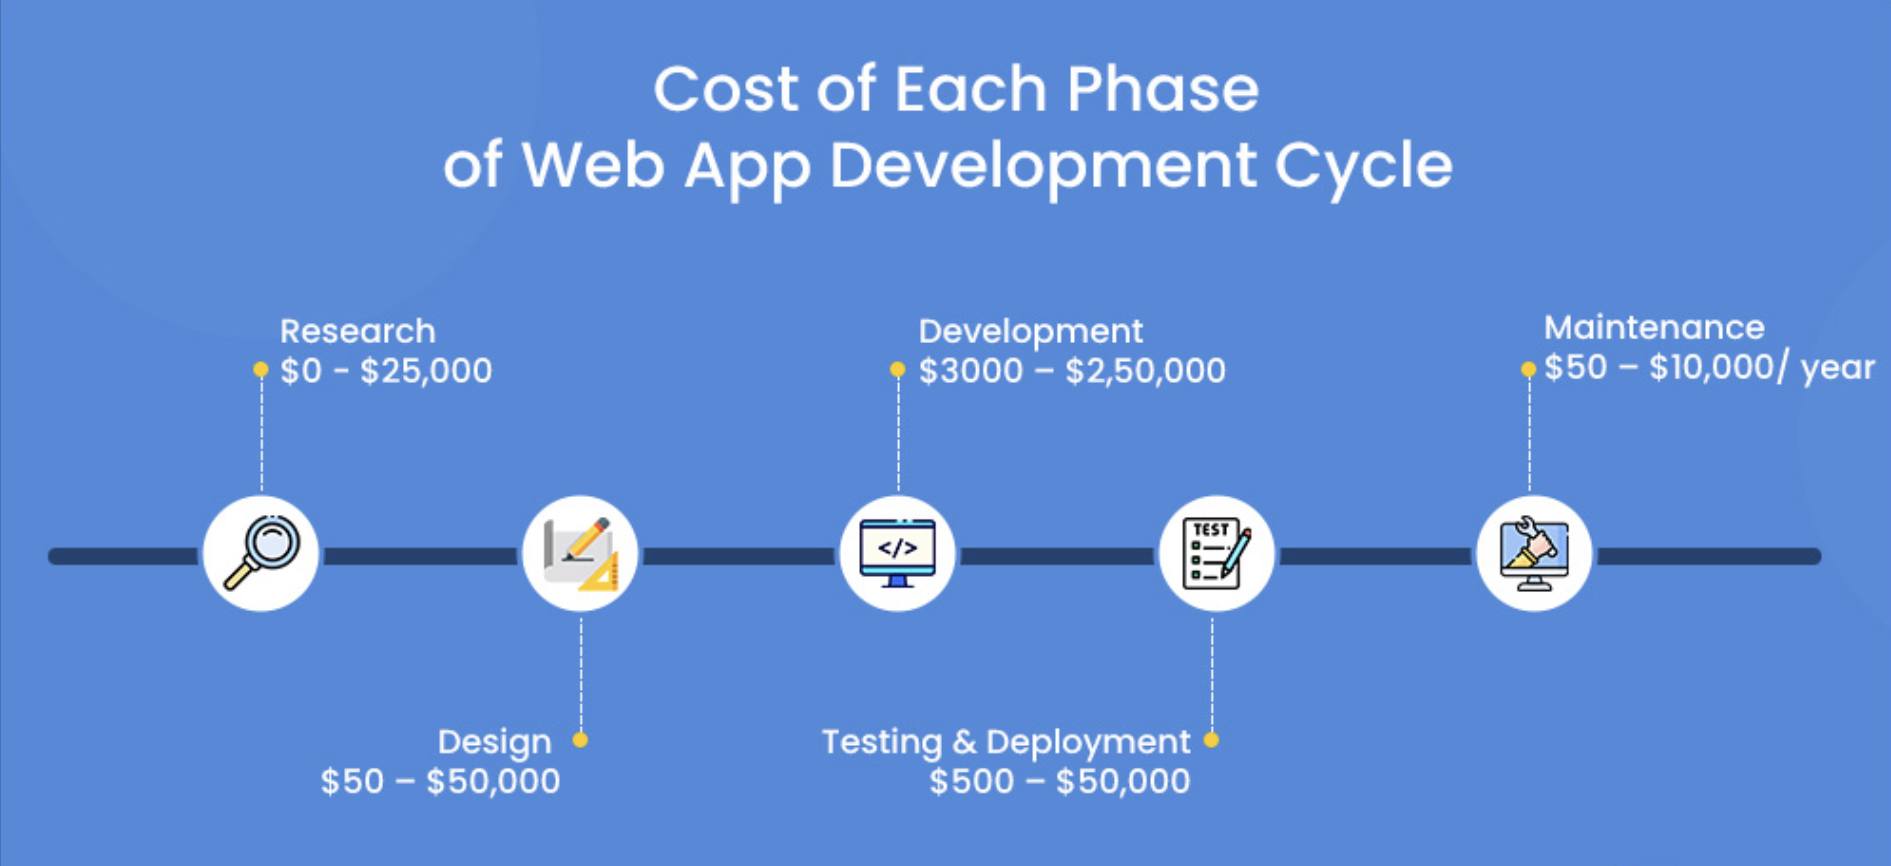 Cost of Each Phase
of Web App Development Cycle
Research
$0 - $25,000
Development
$3000 – $2,50,000
Maintenance
$50 – $10,000/ year
</>
TEST
Design
$50 – $50,000
Testing & Deployment
$500 – $50,000